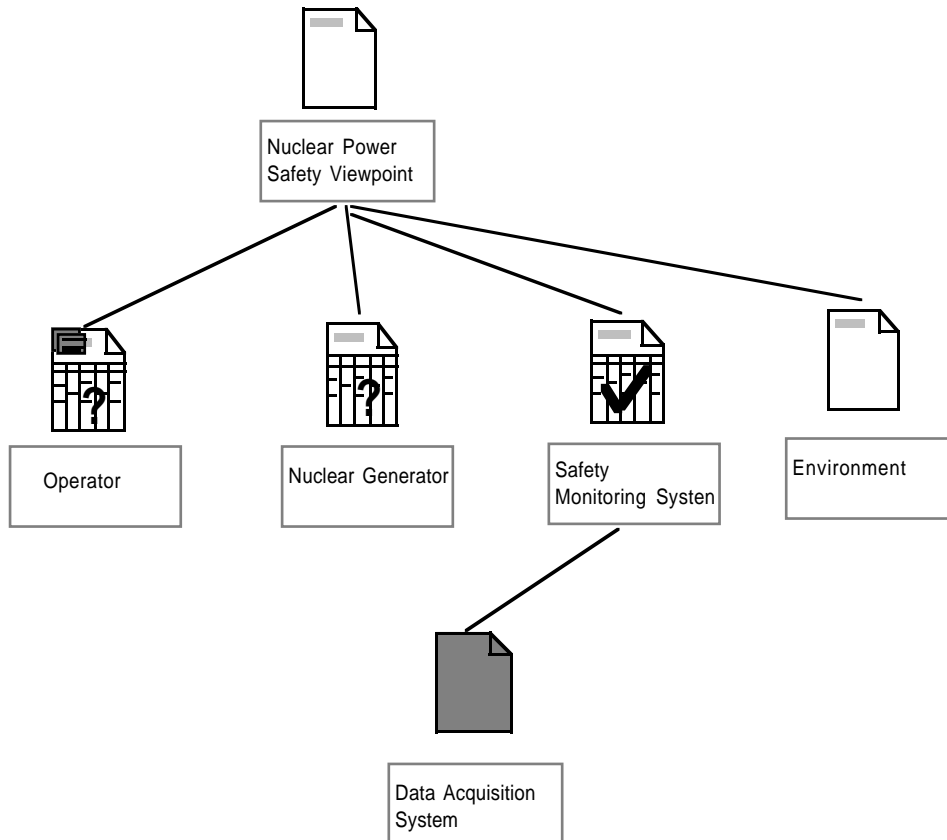 Nuclear Power
Safety Viewpoint
?
?
Operator
Nuclear Generator
Safety
Monitoring Systen
Environment
Data Acquisition
System